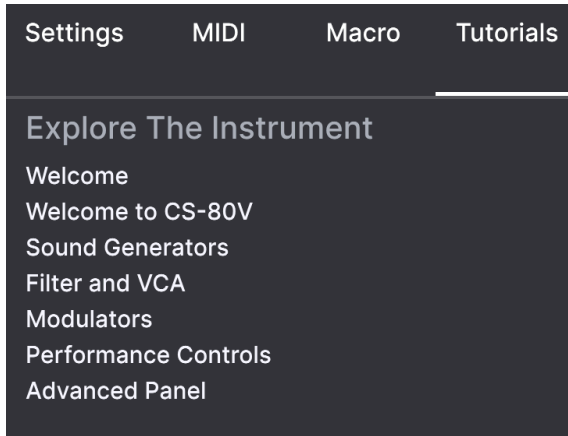 Settings MIDI Macro Tutorials
Explore The Instrument
Welcome
Welcome to CS-80V
Sound Generators
Filter and VCA
Modulators
Performance Controls
Advanced Panel